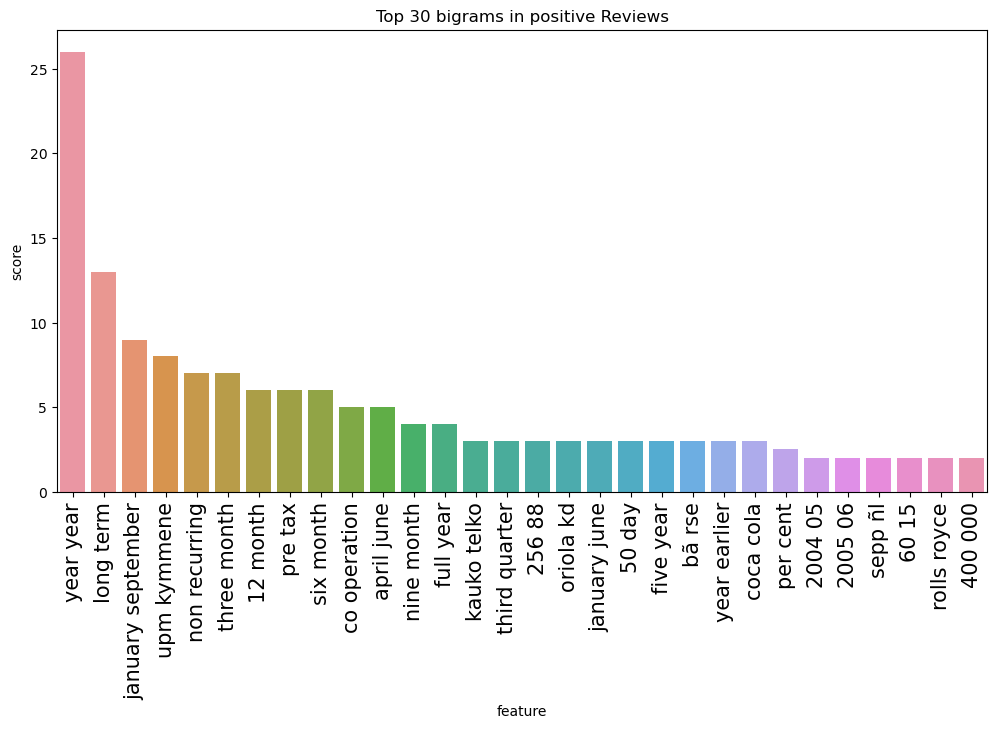 Top 30 bigrams in positive Reviews
score
25
20
15
10
5
0
year year
long term
january september
upm kymmene
non recurring
three month
12 month
pre tax
six month
co operation
april june
nine month
full year
kauko telko
third quarter
256 88
oriola kd
january june
50 day
five year
bã rse
year earlier
coca cola
per cent
2004 05
2005 06
sepp ñl
60 15
rolls royce
400 000
feature